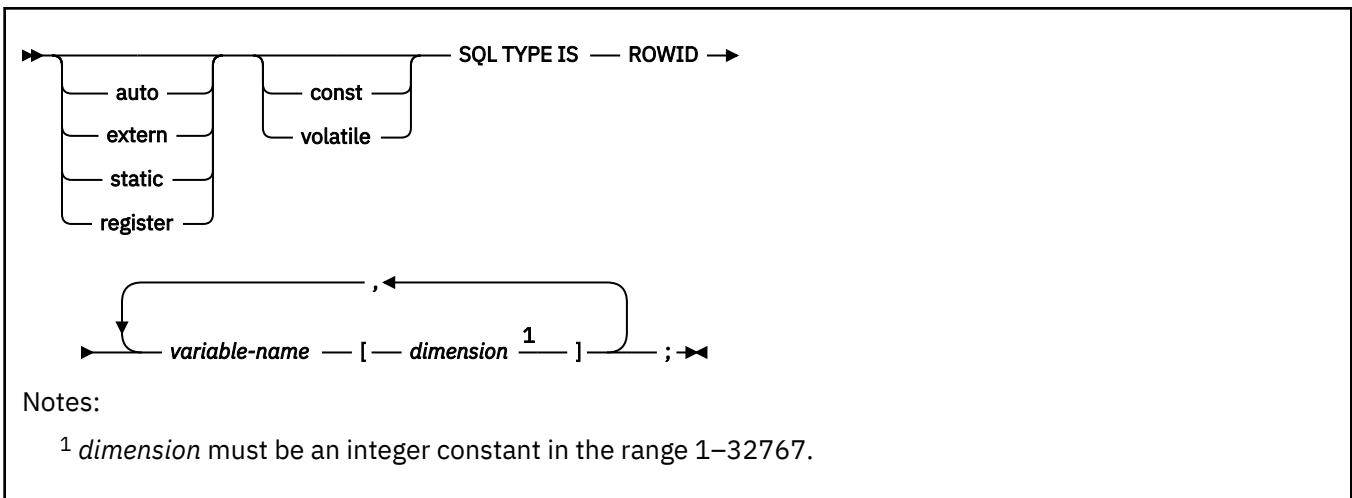 SQL TYPE IS ROWID
auto const
extern volatile
static
register
,
variable-name [ dimension 1 ] ;
Notes:
1 dimension must be an integer constant in the range 1–32767.